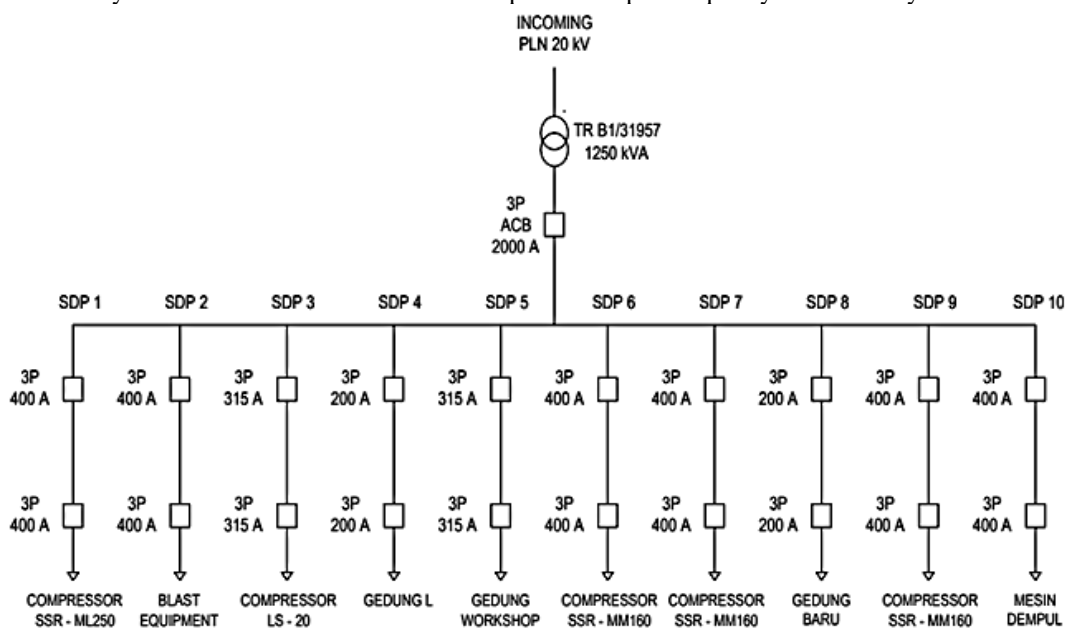 INCOMING
PLN 20 kV
TR B1/31957
1250 kVA
3P
ACB
2000 A
SDP 1 SDP 2 SDP 3 SDP 4 SDP 5 SDP 6 SDP 7 SDP 8 SDP 9 SDP 10
3P 3P 3P 3P 3P 3P 3P 3P 3P 3P
400 A 400 A 315 A 200 A 315 A 400 A 400 A 200 A 400 A 400 A
3P 3P 3P 3P 3P 3P 3P 3P 3P 3P
400 A 400 A 315 A 200 A 315 A 400 A 400 A 200 A 400 A 400 A
COMPRESSOR BLAST COMPRESSOR GEDUNG L GEDUNG COMPRESSOR COMPRESSOR GEDUNG COMPRESSOR MESIN
SSR - ML250 EQUIPMENT LS - 20 WORKSHOP SSR - MM160 SSR - MM160 BARU SSR - MM160 DEMPUL